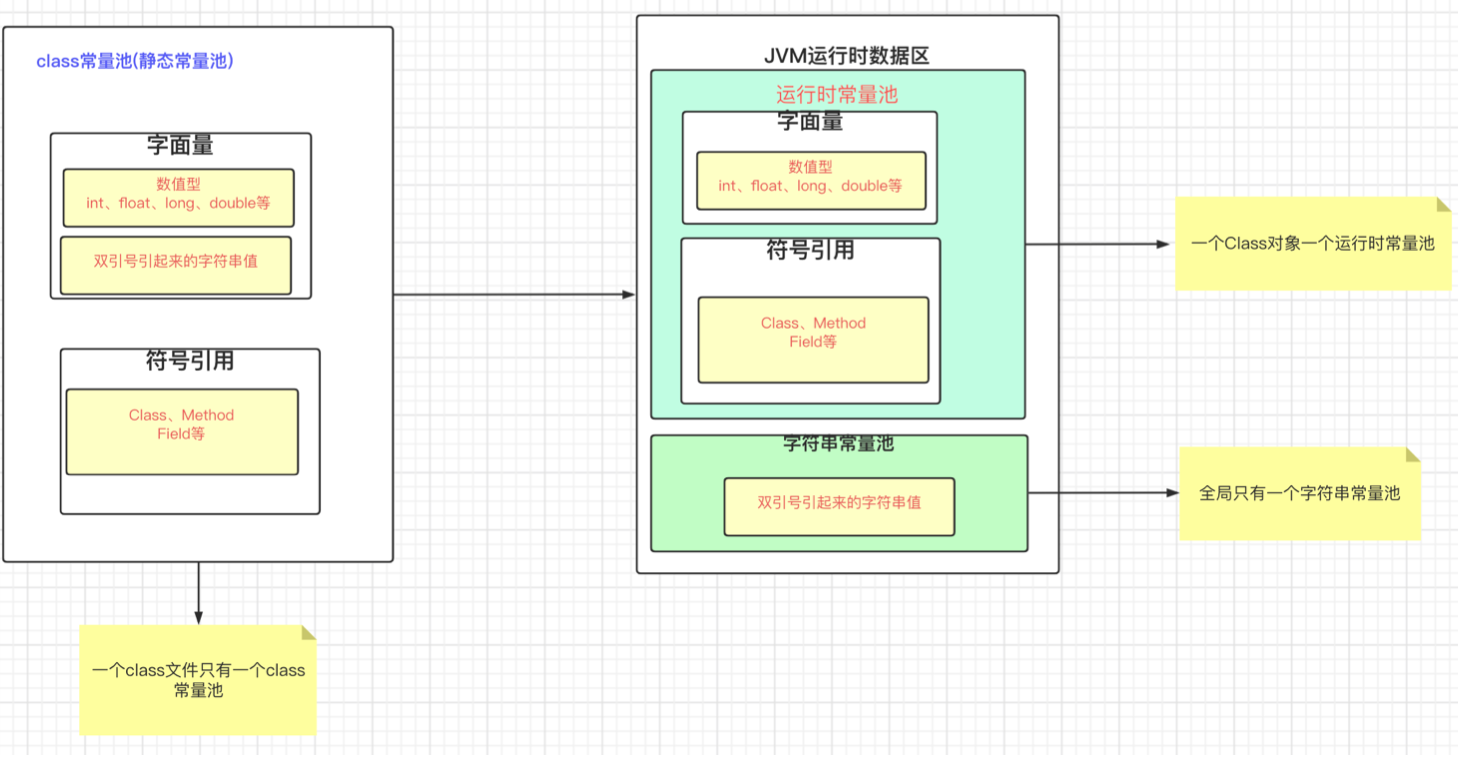 class常量池(静态常量池)
字面量
数值型
int、float、long、double等
双引号引起来的字符串值
符号引用
Class、Method
Field等
一个class文件只有一个class
常量池
JVM运行时数据区
运行时常量池
字面量
数值型
int、float、long、double等
符号引用
Class、Method
Field等
字符串常量池
双引号引起来的字符串值
一个Class对象一个运行时常量池
全局只有一个字符串常量池